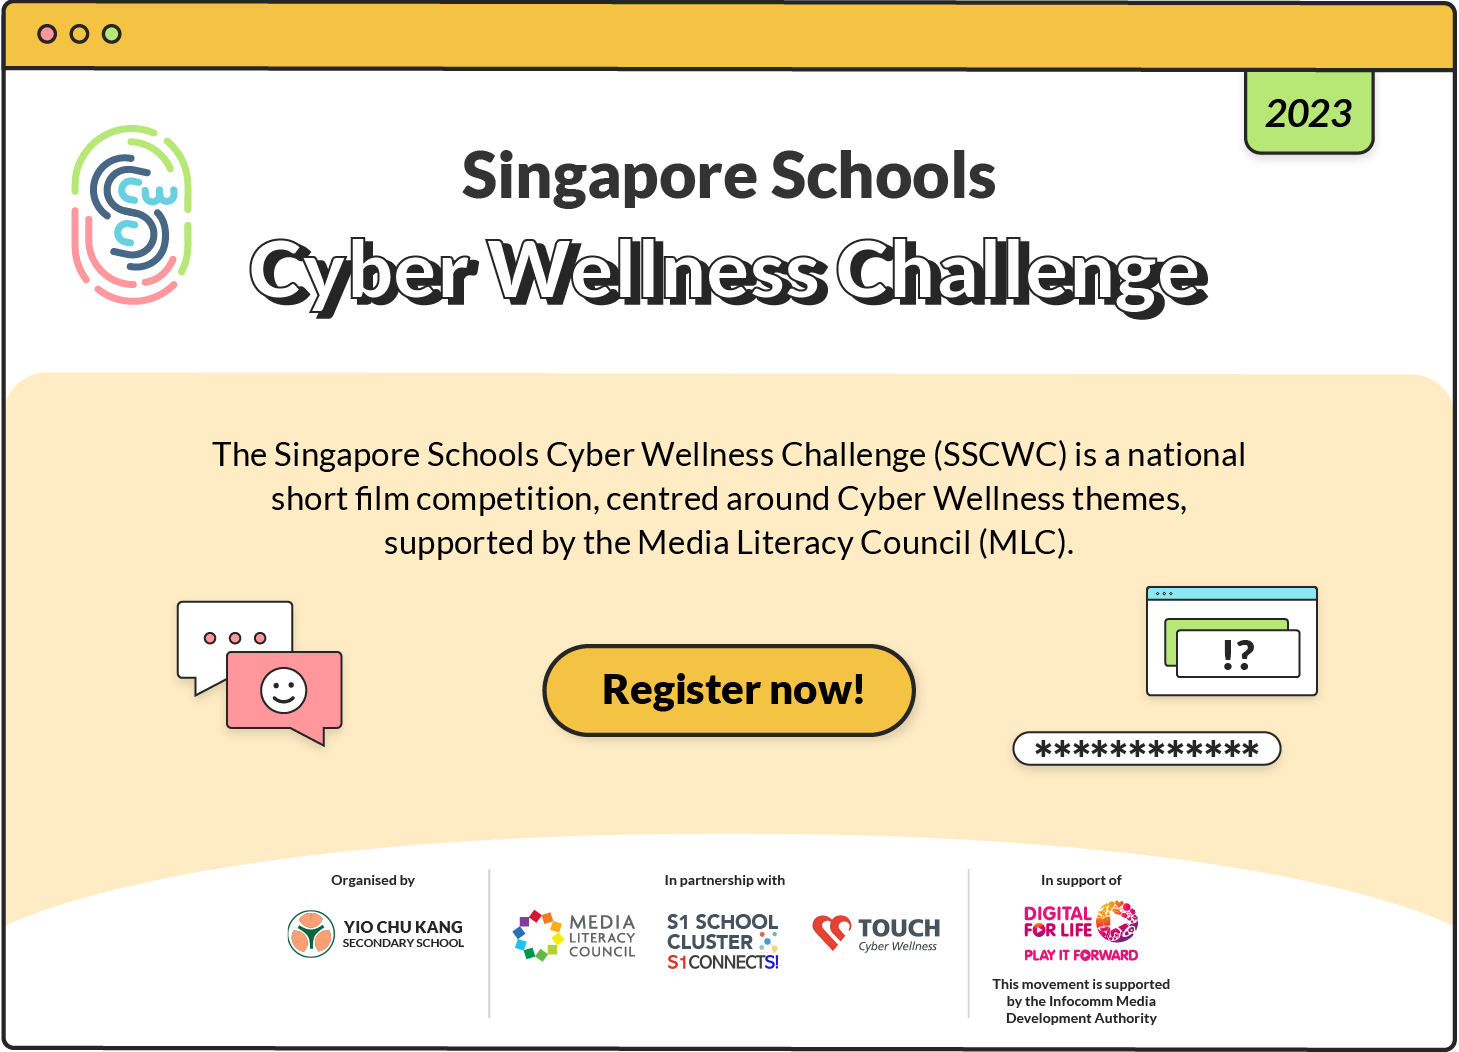 2023
Singapore Schools
Cyber Wellness Challenge
S
CW
C
The Singapore Schools Cyber Wellness Challenge (SSCWC) is a national
short film competition, centred around Cyber Wellness themes,
supported by the Media Literacy Council (MLC).
!?
Register now!
************
Organised by
YIO CHU KANG
SECONDARY SCHOOL
In partnership with
MEDIA
LITERACY
COUNCIL
S1 SCHOOL
CLUSTER
S1CONNECTS!
TOUCH
Cyber Wellness
In support of
DIGITAL
FOR LIFE
PLAY IT FORWARD
This movement is supported
by the Infocomm Media
Development Authority